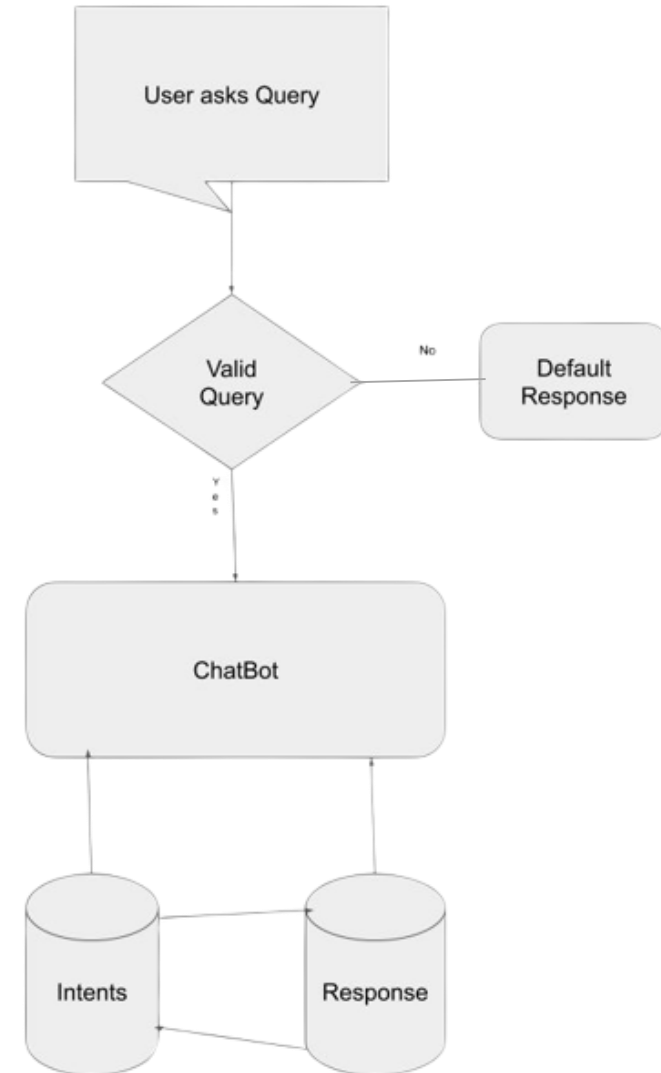 User asks Query
Valid
Query
No
Default
Response
Y
e
s
ChatBot
Intents
Response